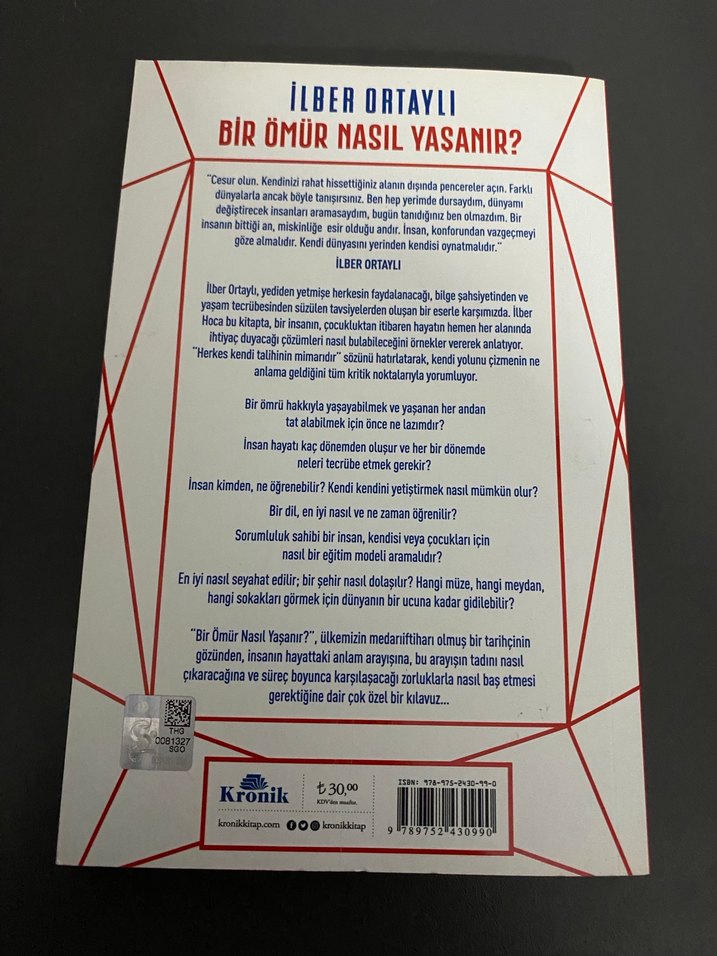 İLBER ORTAYLI
BİR ÖMÜR NASIL YAŞANIR?
"Cesur olun. Kendinizi rahat hissettiğiniz alanın dışında pencereler açın. Farklı
dünyalarla ancak böyle tanışırsınız. Ben hep yerimde dursaydım, dünyamı
değiştirecek insanları aramasaydım, bugün tanıdığınız ben olmazdım. Bir
insanın bittiği an, miskinliğe esir olduğu andır. İnsan, konforundan vazgeçmeyi
göze almalıdır. Kendi dünyasını yerinden kendisi oynatmalıdır."
İLBER ORTAYLI
İlber Ortaylı, yediden yetmişe herkesin faydalanacağı, bilge şahsiyetinden ve
yaşam tecrübesinden süzülen tavsiyelerden oluşan bir eserle karşımızda. İlber
Hoca bu kitapta, bir insanın, çocukluktan itibaren hayatın hemen her alanında
ihtiyaç duyacağı çözümleri nasıl bulabileceğini örnekler vererek anlatıyor.
"Herkes kendi talihinin mimarıdır" sözünü hatırlatarak, kendi yolunu çizmenin ne
anlama geldiğini tüm kritik noktalarıyla yorumluyor.
Bir ömrü hakkıyla yaşayabilmek ve yaşanan her andan
tat alabilmek için önce ne lazımdır?
İnsan hayatı kaç dönemden oluşur ve her bir dönemde
neleri tecrübe etmek gerekir?
İnsan kimden, ne öğrenebilir? Kendi kendini yetiştirmek nasıl mümkün olur?
Bir dil, en iyi nasıl ve ne zaman öğrenilir?
Sorumluluk sahibi bir insan, kendisi veya çocukları için
nasıl bir eğitim modeli aramalıdır?
En iyi nasıl seyahat edilir; bir şehir nasıl dolaşılır? Hangi müze, hangi meydan,
hangi sokakları görmek için dünyanın bir ucuna kadar gidilebilir?
"Bir Ömür Nasıl Yaşanır?", ülkemizin medarıiftiharı olmuş bir tarihçinin
gözünden, insanın hayattaki anlam arayışına, bu arayışın tadını nasıl
çıkaracağına ve süreç boyunca karşılaşacağı zorluklarla nasıl baş etmesi
gerektiğine dair çok özel bir kılavuz...
THG
0081327
SGO
Kronik
₺ 30,00
KDV'den muaftır.
kronikkitap.com kronikkitap
ISBN: 978-975-2430-99-0
9 789752 430990